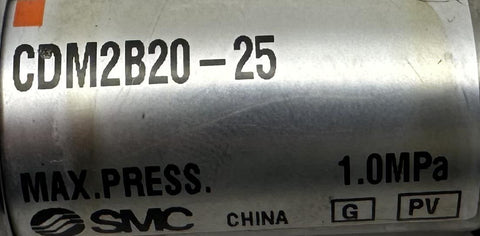 CDM2B20-25
MAX.PRESS. 1.0MPa
SMC CHINA G PV